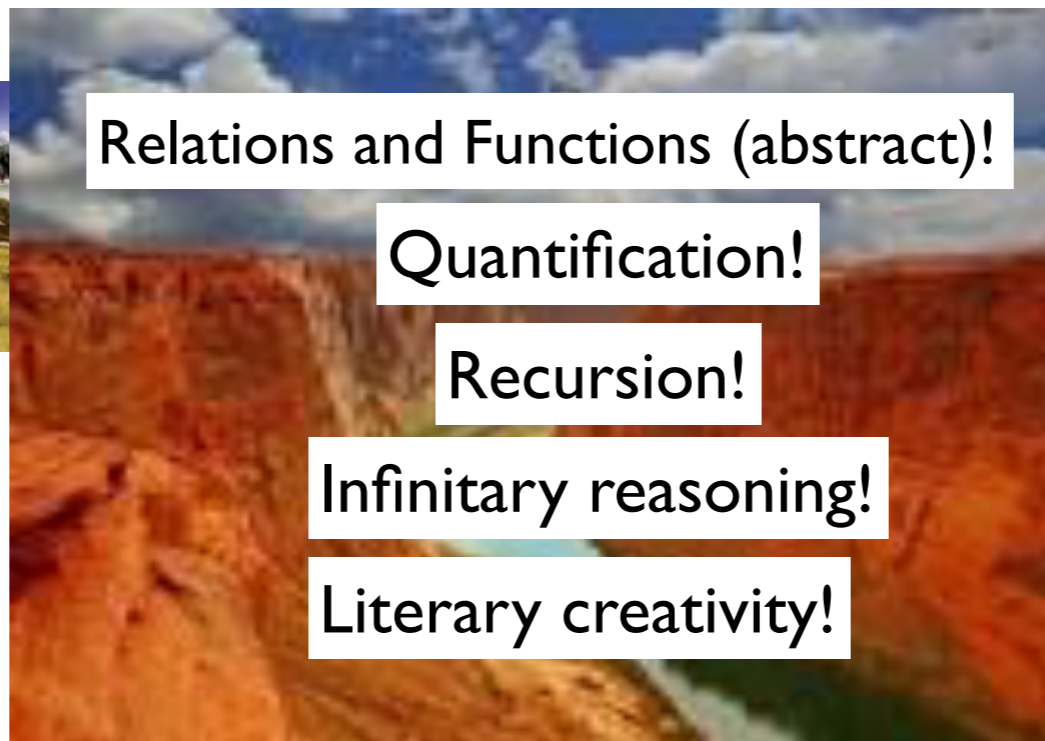 Relations and Functions (abstract)!
Quantification!
Recursion!
Infinitary reasoning!
Literary creativity!